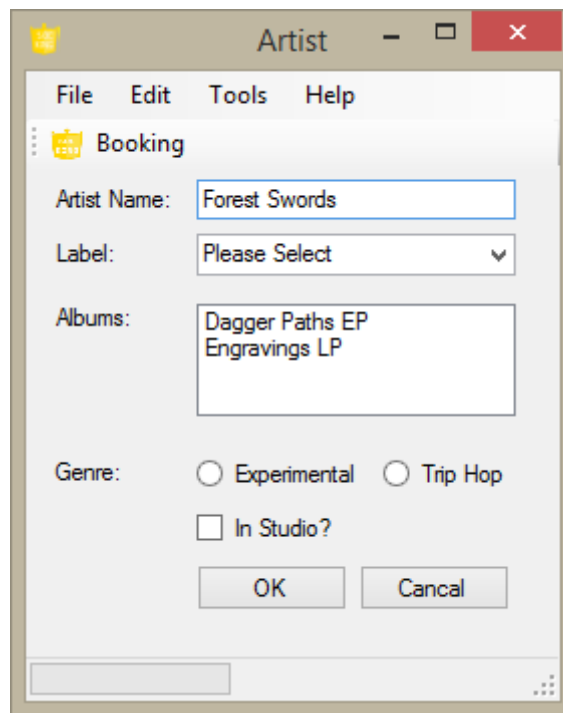 Artist
File Edit Tools Help
Booking
Artist Name: Forest Swords
Label: Please Select
Albums: Dagger Paths EP
Engravings LP
Genre: Experimental Trip Hop
In Studio?
OK Cancal